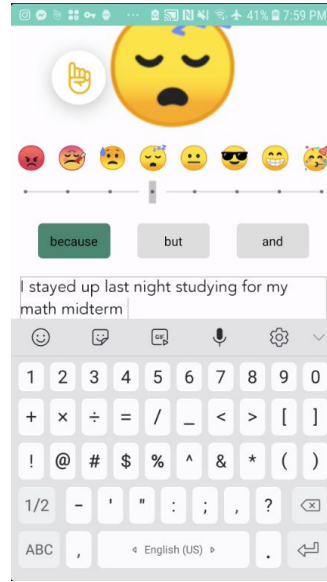 41% 7:59 PM
because but and
I stayed up last night studying for my
math midterm
GIF
1 2 3 4 5 6 7 8 9 0
+ × ÷ = / _ < > [ ]
! @ # $ % ^ & * ( )
1/2 - ' " : ; , ?
ABC , English (US) .